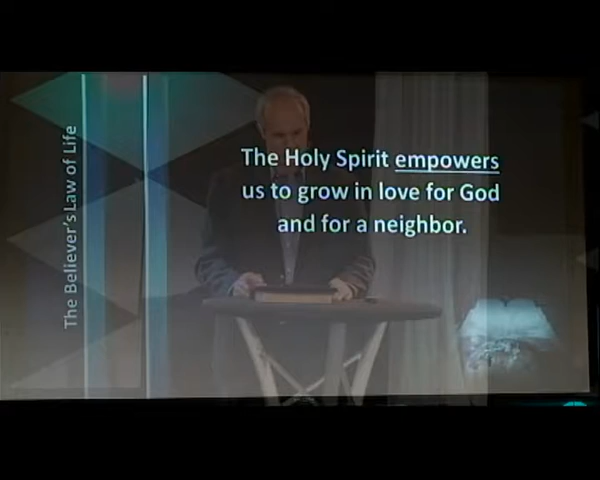 The Believer's Law of Life
The Holy Spirit empowers
us to grow in love for God
and for a neighbor.